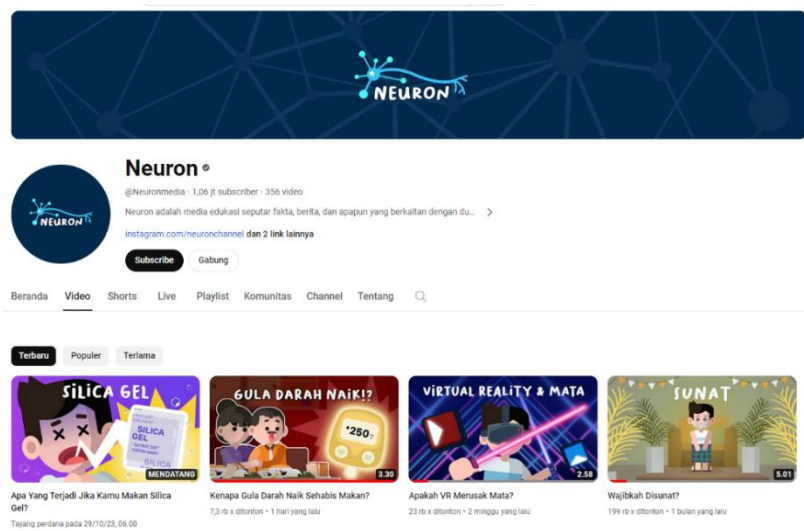 NEURON
NEURON
Neuron
@Neuronmedia · 1,06 jt subscriber · 356 video
Neuron adalah media edukasi seputar fakta, berita, dan apapun yang berkaitan dengan du...
instagram.com/neuronchannel dan 2 link lainnya
Subscribe Gabung
Beranda Video Shorts Live Playlist Komunitas Channel Tentang
Terbaru Populer Terlama
SILICA GEL
SILICA
GEL
SILICA
MENDATANG
GULA DARAH NAIK!?
250
3.30
VIRTUAL REALITY & MATA
2.58
SUNAT
5.01
Apa Yang Terjadi Jika Kamu Makan Silica
Gel?
Tayang perdana pada 29/10/23, 06.00
Kenapa Gula Darah Naik Sehabis Makan?
7,3 rb x ditonton • 1 hari yang lalu
Apakah VR Merusak Mata?
23 rb x ditonton • 2 minggu yang lalu
Wajibkah Disunat?
199 rb x ditonton • 1 bulan yang lalu